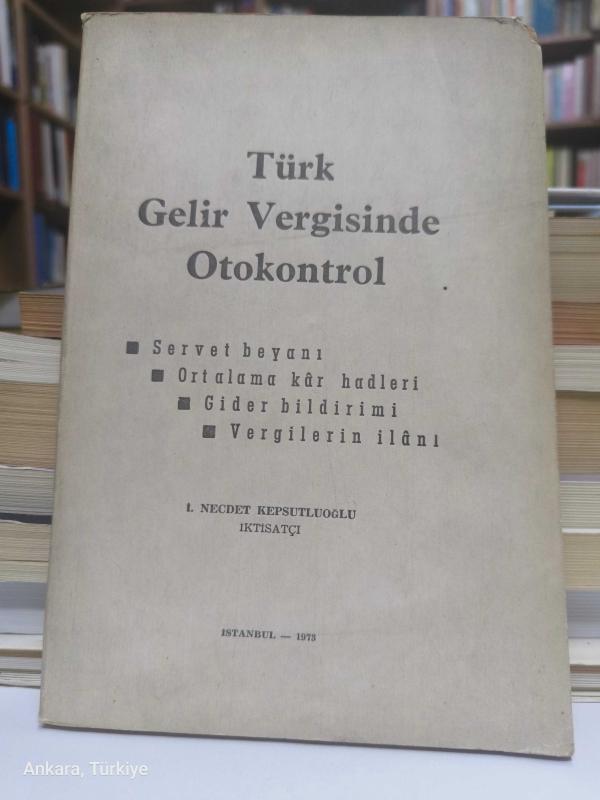 Türk
Gelir Vergisinde
Otokontrol
■ Servet beyanı
■ Ortalama kâr hadleri
■ Gider bildirimi
■ Vergilerin ilânı
İ. NECDET KEPSUTLUOĞLU
İKTİSATÇI
İSTANBUL — 1973
Ankara, Türkiye